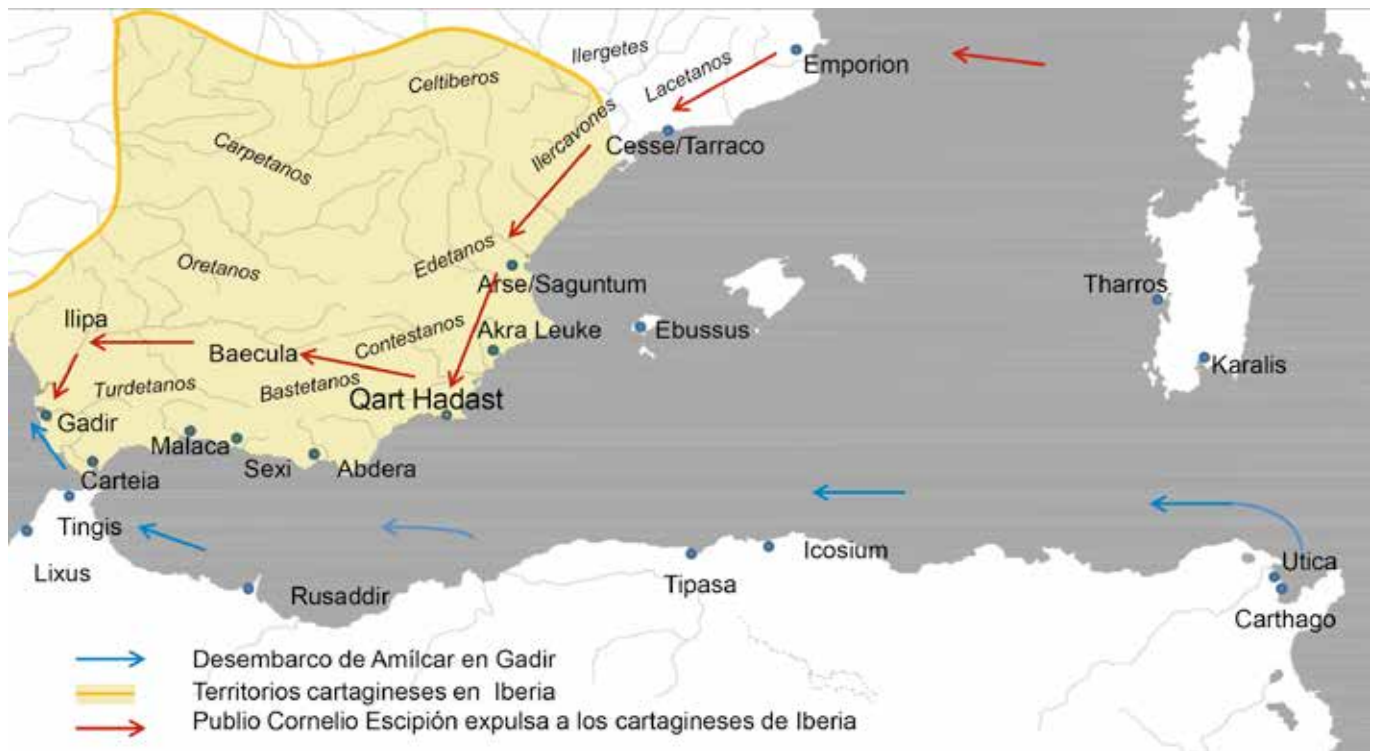 Ilergetes
Lacetanos
Emporion
Celtiberos
Ilercavones
Cesse/Tarraco
Carpetanos
Edetanos
Oretanos
Arse/Saguntum
Tharros
Ilipa
Akra Leuke
Ebussus
Contestanos
Baecula
Karalis
Turdetanos
Bastetanos
Qart Hadast
Gadir
Malaca
Sexi
Abdera
Carteia
Tingis
Icosium
Utica
Lixus
Tipasa
Rusaddir
Carthago
Desembarco de Amílcar en Gadir
Territorios cartagineses en Iberia
Publio Cornelio Escipión expulsa a los cartagineses de Iberia